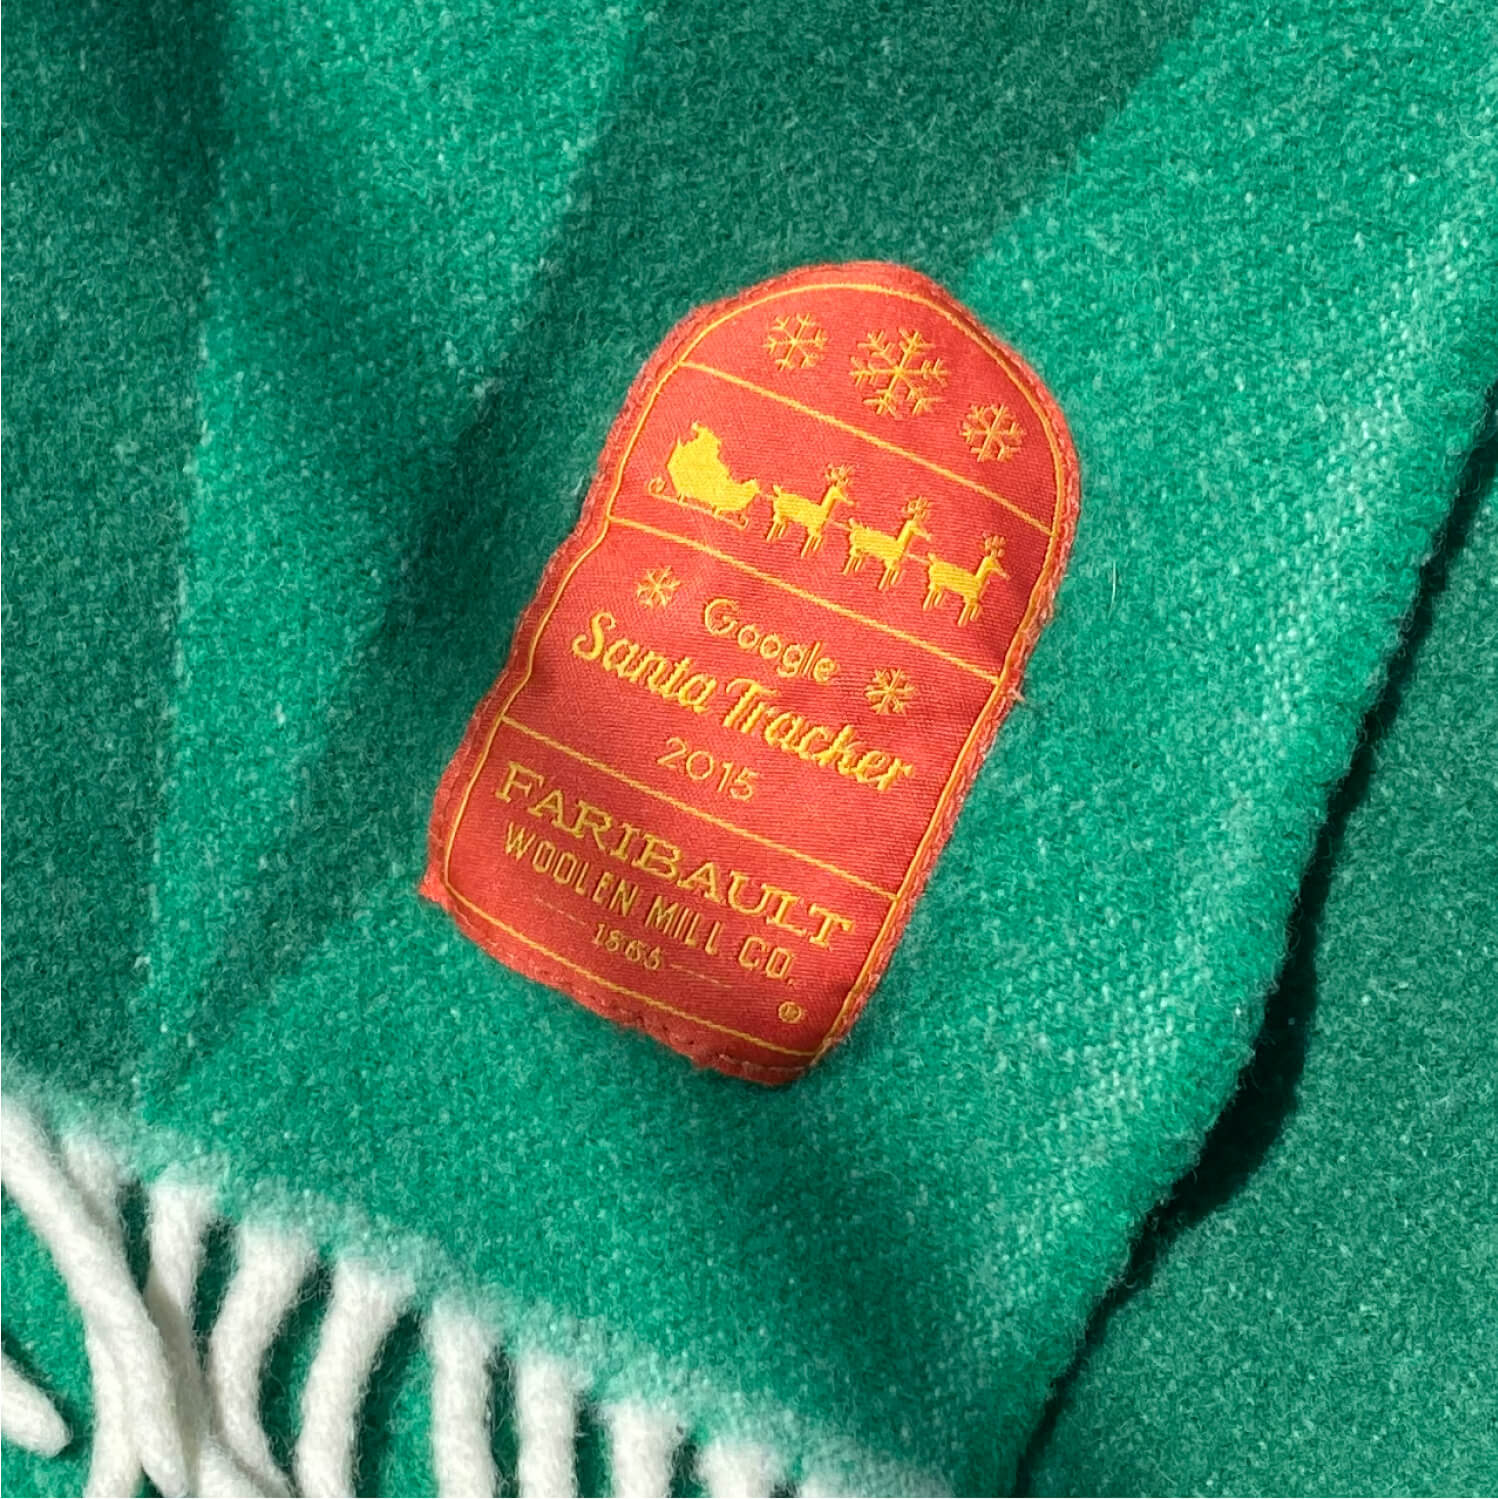 Google
Santa Tracker
2015
FARIBAULT
WOOLEN MILL CO.
1865
®